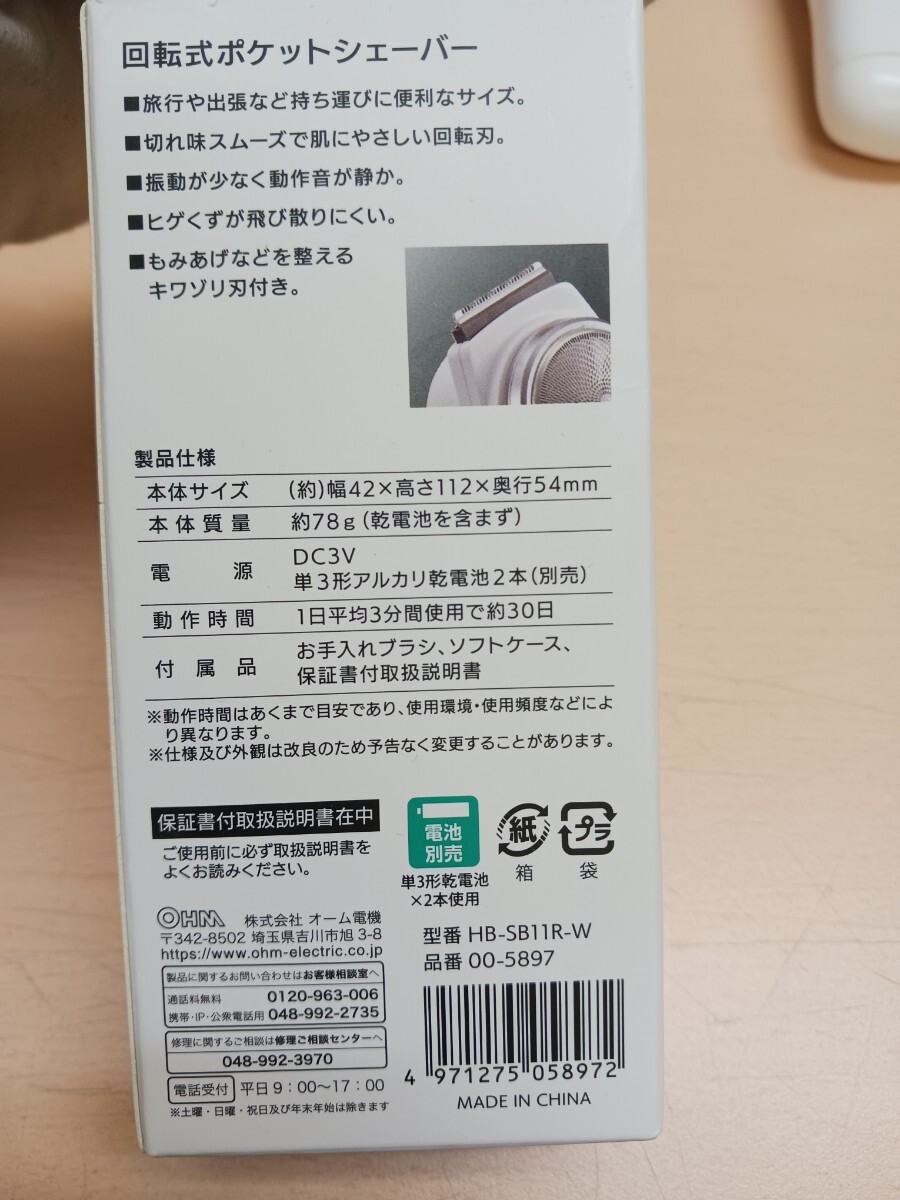 回転式ポケットシェーバー
■旅行や出張など持ち運びに便利なサイズ。
■切れ味スムーズで肌にやさしい回転刃。
■振動が少なく動作音が静か。
■ヒゲくずが飛び散りにくい。
■もみあげなどを整える
キワゾリ刃付き。
製品仕様
本体サイズ (約)幅42×高さ112×奥行54mm
本体質量 約78g(乾電池を含まず)
電源 DC3V
単3形アルカリ乾電池2本(別売)
動作時間 1日平均3分間使用で約30日
付属品 お手入れブラシ、ソフトケース、
保証書付取扱説明書
※動作時間はあくまで目安であり、使用環境・使用頻度などによ
り異なります。
※仕様及び外観は改良のため予告なく変更することがあります。
保証書付取扱説明書在中
ご使用前に必ず取扱説明書を
よくお読みください。
電池
別売
単3形乾電池
×2本使用
紙
箱
プラ
袋
OHM 株式会社 オーム電機
〒342-8502 埼玉県吉川市旭 3-8
https://www.ohm-electric.co.jp
製品に関するお問い合わせはお客様相談室へ
通話料無料 0120-963-006
携帯・IP・公衆電話用 048-992-2735
修理に関するご相談は修理ご相談センターへ
048-992-3970
電話受付 平日 9:00～17:00
※土曜・日曜・祝日及び年末年始は除きます
型番 HB-SB11R-W
品番 00-5897
4 971275 058972
MADE IN CHINA